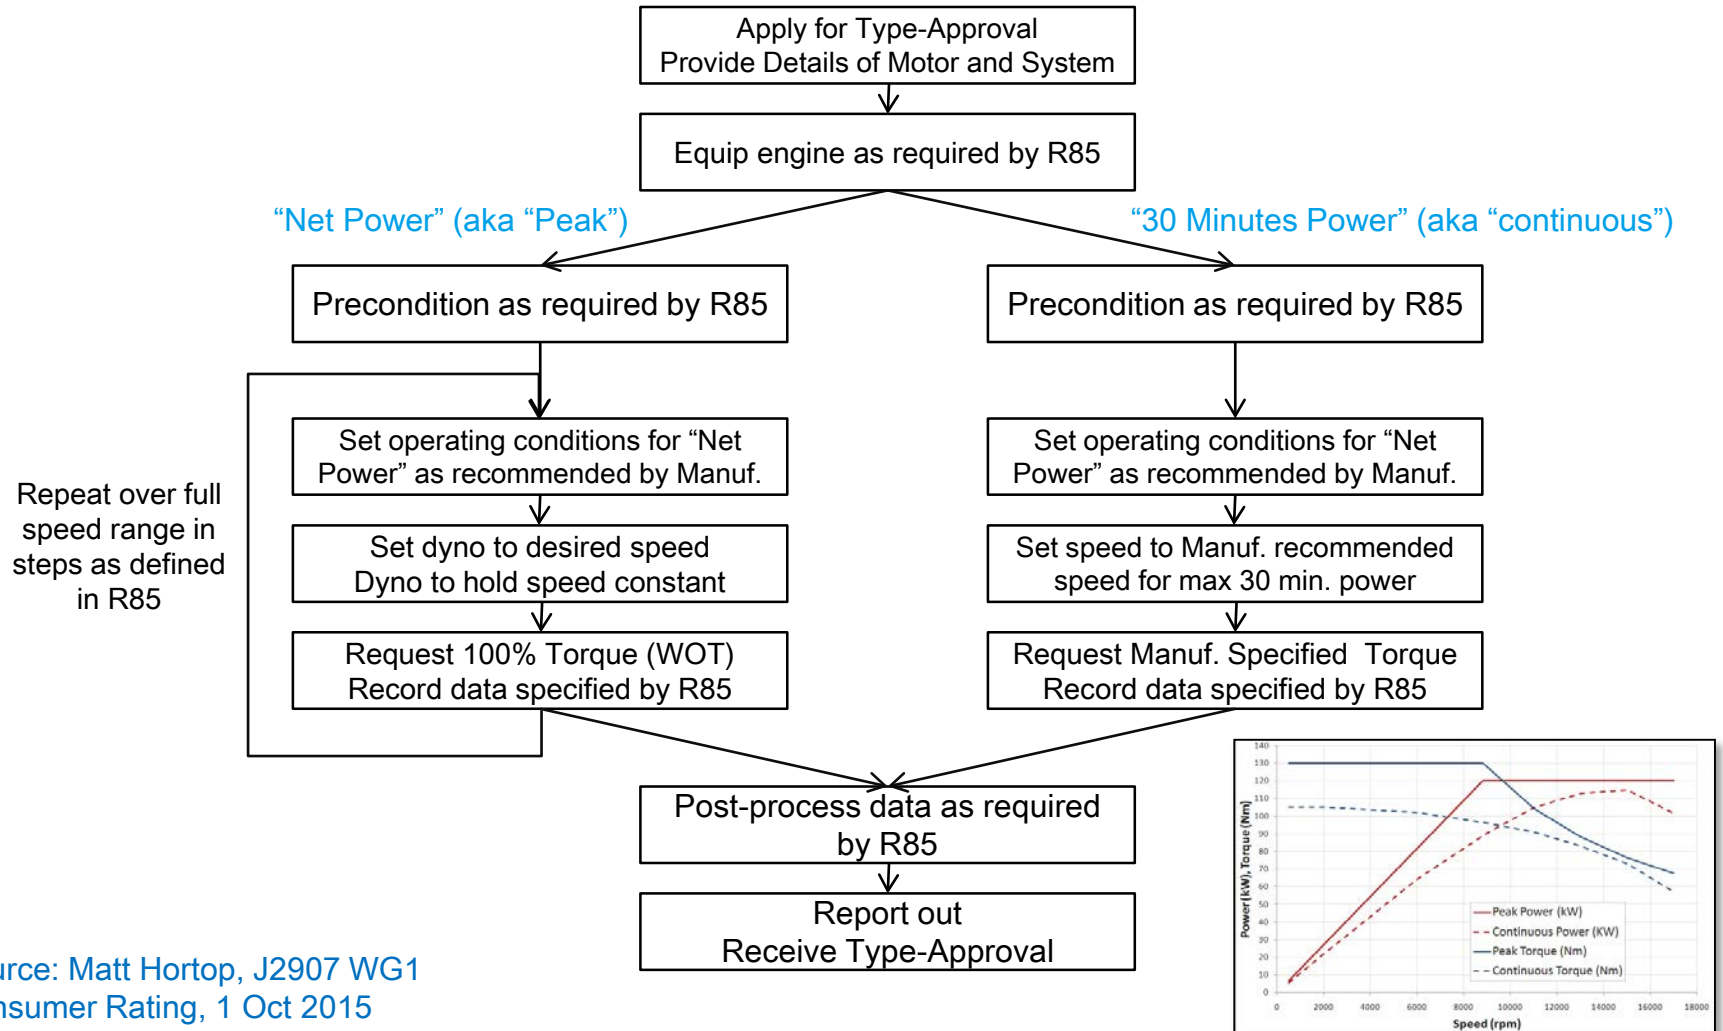 Apply for Type-Approval
Provide Details of Motor and System
Equip engine as required by R85
“Net Power” (aka “Peak”)
“30 Minutes Power” (aka “continuous”)
Precondition as required by R85
Precondition as required by R85
Set operating conditions for “Net
Power” as recommended by Manuf.
Set operating conditions for “Net
Power” as recommended by Manuf.
Repeat over full
speed range in
steps as defined
in R85
Set dyno to desired speed
Dyno to hold speed constant
Set speed to Manuf. recommended
speed for max 30 min. power
Request 100% Torque (WOT)
Record data specified by R85
Request Manuf. Specified Torque
Record data specified by R85
Post-process data as required
by R85
Report out
Receive Type-Approval
Power (kW), Torque (Nm)
140
130
120
110
100
90
80
70
60
50
40
30
20
10
0
Peak Power (kW)
Continuous Power (KW)
Peak Torque (Nm)
Continuous Torque (Nm)
0 2000 4000 6000 8000 10000 12000 14000 16000 18000
Speed (rpm)
urce: Matt Hortop, J2907 WG1
nsumer Rating, 1 Oct 2015